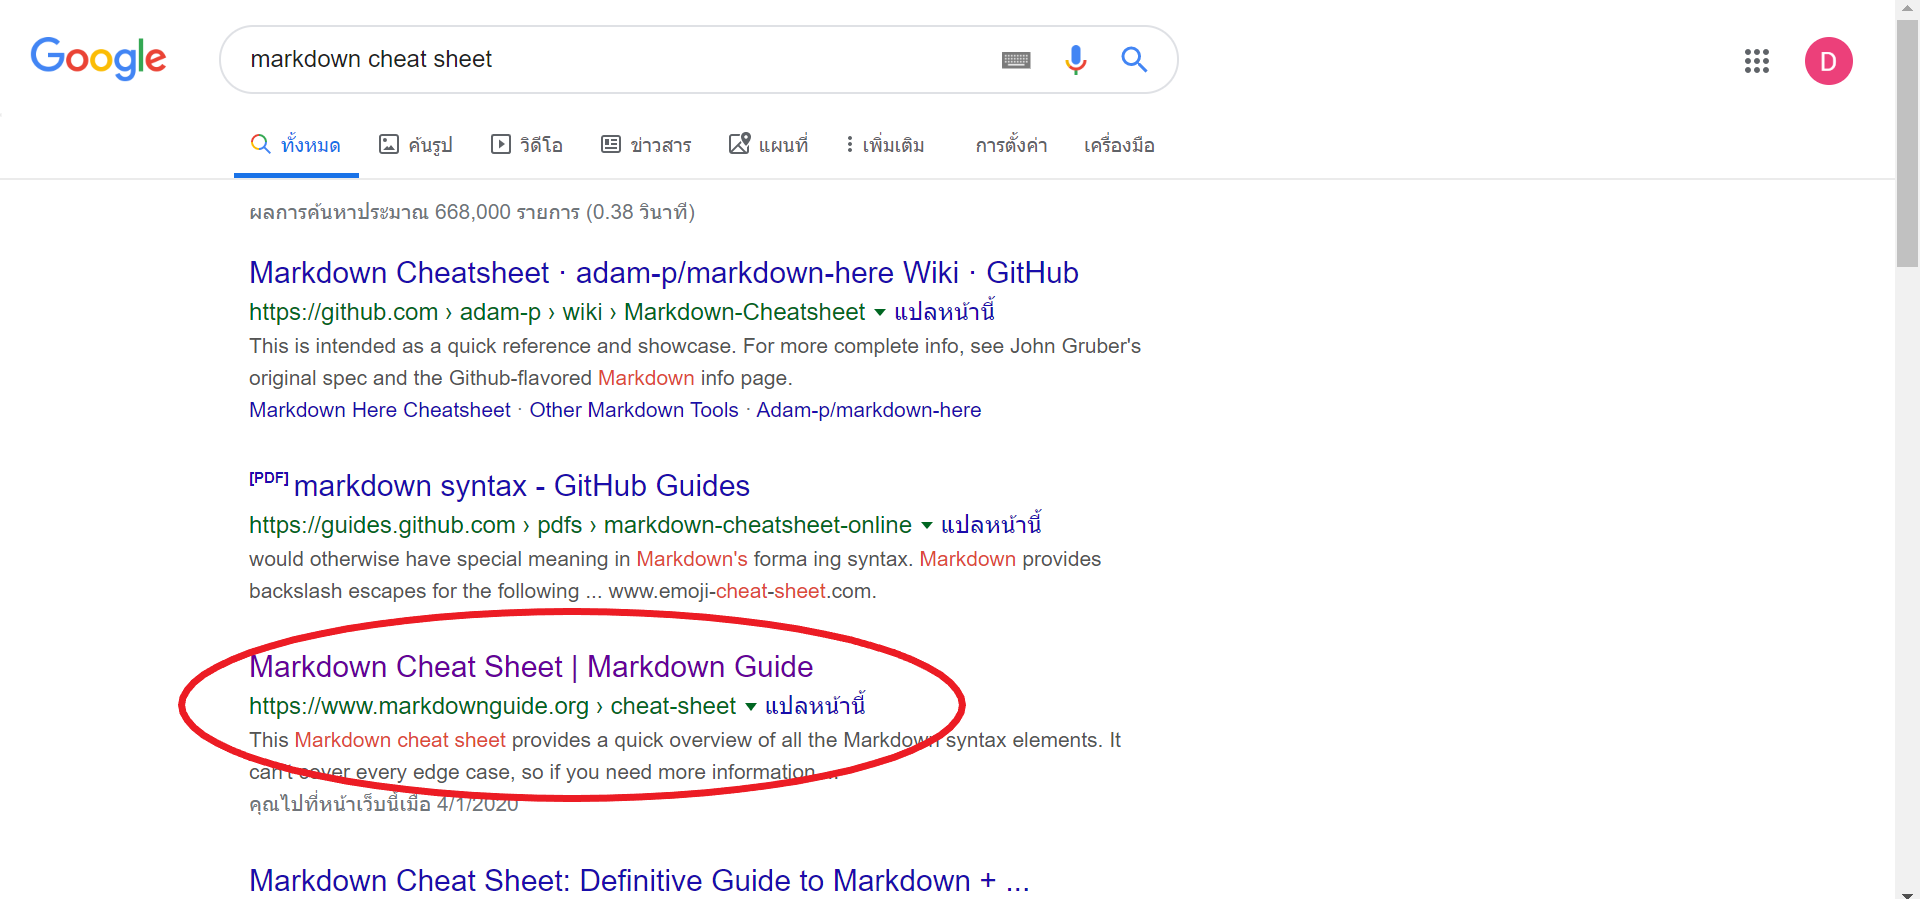 Google
markdown cheat sheet
D
ทั้งหมด ค้นรูป วิดีโอ ข่าวสาร แผนที่ เพิ่มเติม การตั้งค่า เครื่องมือ
ผลการค้นหาประมาณ 668,000 รายการ (0.38 วินาที)
Markdown Cheatsheet · adam-p/markdown-here Wiki · GitHub
https://github.com › adam-p › wiki › Markdown-Cheatsheet แปลหน้านี้
This is intended as a quick reference and showcase. For more complete info, see John Gruber's
original spec and the Github-flavored Markdown info page.
Markdown Here Cheatsheet · Other Markdown Tools · Adam-p/markdown-here
[PDF] markdown syntax - GitHub Guides
https://guides.github.com › pdfs › markdown-cheatsheet-online แปลหน้านี้
would otherwise have special meaning in Markdown's forma ing syntax. Markdown provides
backslash escapes for the following ... www.emoji-cheat-sheet.com.
Markdown Cheat Sheet | Markdown Guide
https://www.markdownguide.org › cheat-sheet แปลหน้านี้
This Markdown cheat sheet provides a quick overview of all the Markdown syntax elements. It
can't cover every edge case, so if you need more information ...
คุณไปที่หน้าเว็บนี้เมื่อ 4/1/2020
Markdown Cheat Sheet: Definitive Guide to Markdown + ...